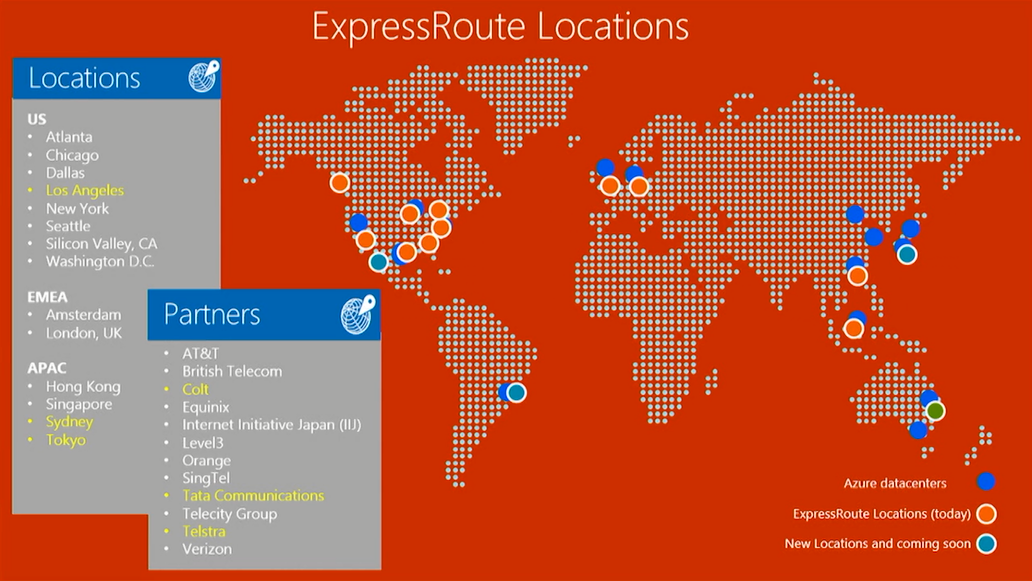 ExpressRoute Locations
Locations
US
• Atlanta
• Chicago
• Dallas
• Los Angeles
• New York
• Seattle
• Silicon Valley, CA
• Washington D.C.
EMEA
• Amsterdam
• London, UK
APAC
• Hong Kong
• Singapore
• Sydney
• Tokyo
Partners
• AT&T
• British Telecom
• Colt
• Equinix
• Internet Initiative Japan (IIJ)
• Level3
• Orange
• SingTel
• Tata Communications
• Telecity Group
• Telstra
• Verizon
Azure datacenters
ExpressRoute Locations (today)
New Locations and coming soon